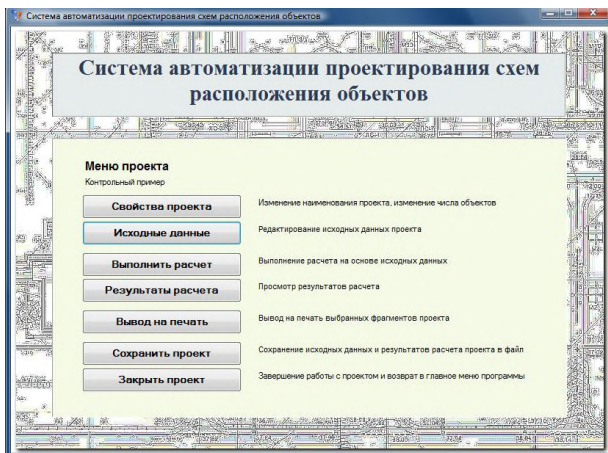 Система автоматизации проектирования схем расположения объектов
Система автоматизации проектирования схем
расположения объектов
Меню проекта
Контрольный пример
Свойства проекта
Изменение наименования проекта, изменение числа объектов
Исходные данные
Редактирование исходных данных проекта
Выполнить расчет
Выполнение расчета на основе исходных данных
Результаты расчета
Просмотр результатов расчета
Вывод на печать
Вывод на печать выбранных фрагментов проекта
Сохранить проект
Сохранение исходных данных и результатов расчета проекта в файл
Закрыть проект
Завершение работы с проектом и возврат в главное меню программы